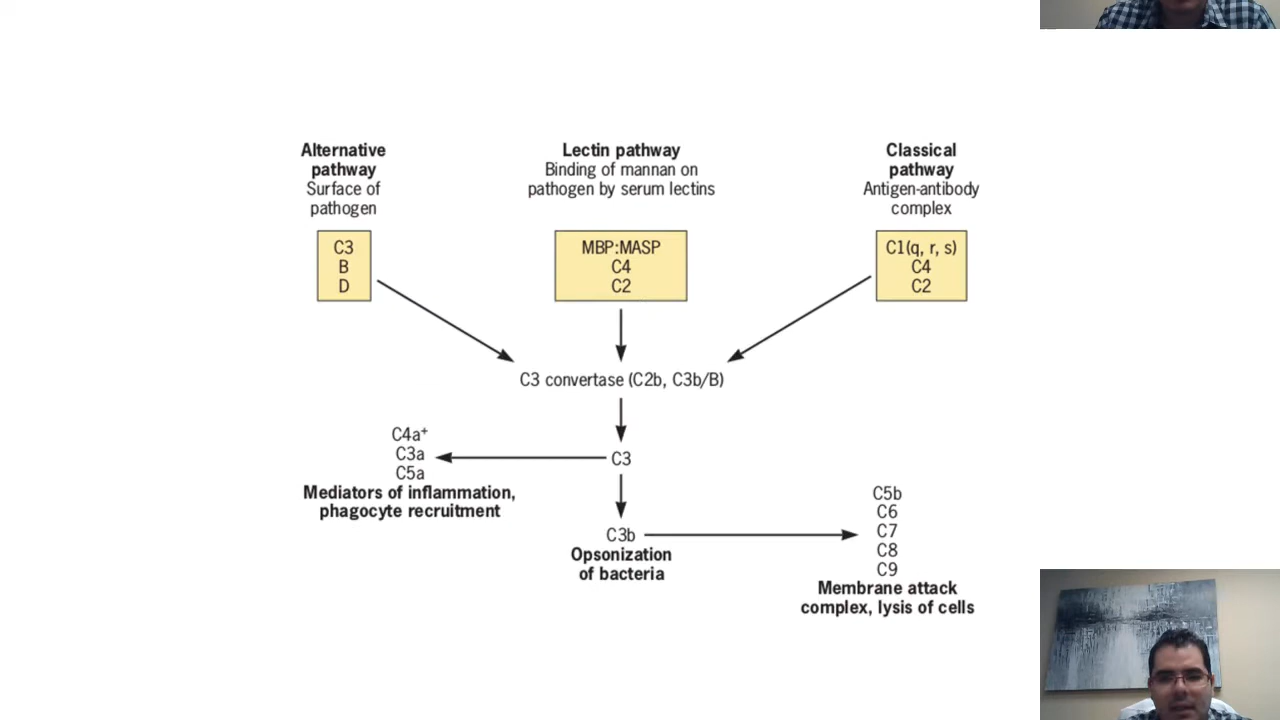 Alternative
pathway
Surface of
pathogen
C3
B
D
Lectin pathway
Binding of mannan on
pathogen by serum lectins
MBP:MASP
C4
C2
Classical
pathway
Antigen-antibody
complex
C1(q, r, s)
C4
C2
C3 convertase (C2b, C3b/B)
C4a+
C3a
C5a
Mediators of inflammation,
phagocyte recruitment
C3
C3b
Opsonization
of bacteria
C5b
C6
C7
C8
C9
Membrane attack
complex, lysis of cells